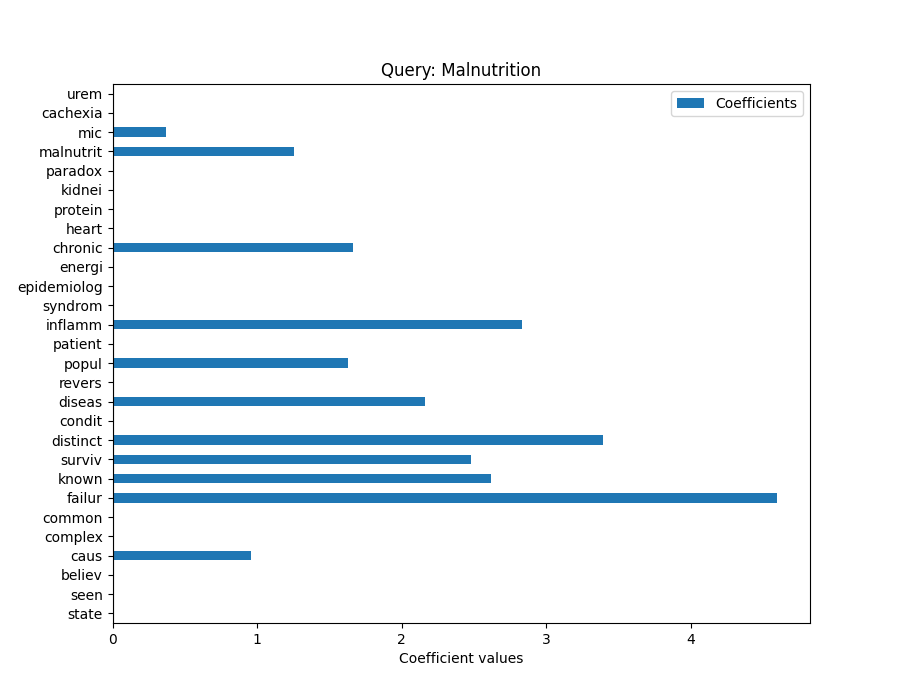 Query: Malnutrition
Coefficients
urem
cachexia
mic
malnutrit
paradox
kidnei
protein
heart
chronic
energi
epidemiolog
syndrom
inflamm
patient
popul
revers
diseas
condit
distinct
surviv
known
failur
common
complex
caus
believ
seen
state
0 1 2 3 4
Coefficient values